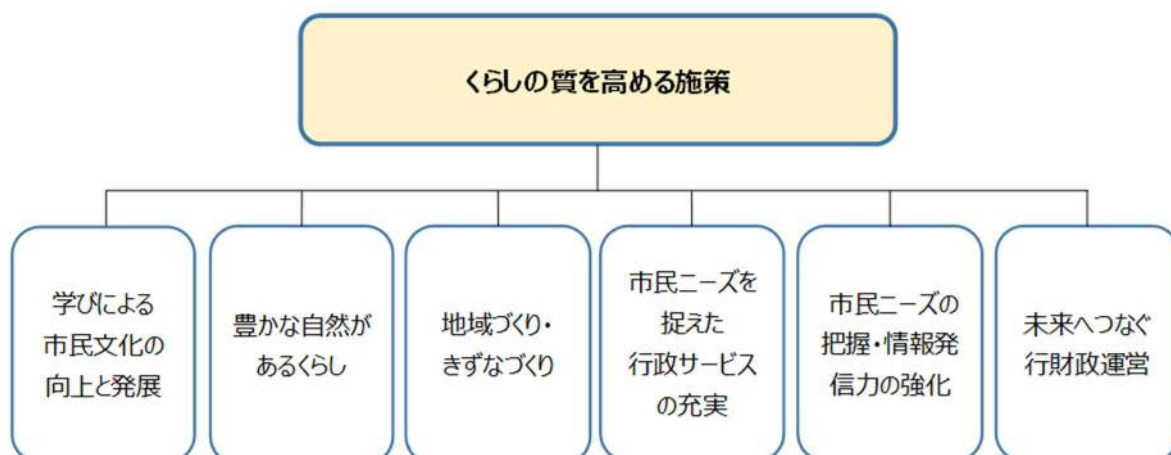 くらしの質を高める施策
学びによる
市民文化の
向上と発展
豊かな自然が
あるくらし
地域づくり・
きずなづくり
市民ニーズを
捉えた
行政サービス
の充実
市民ニーズの
把握・情報発
信力の強化
未来へつなぐ
行財政運営